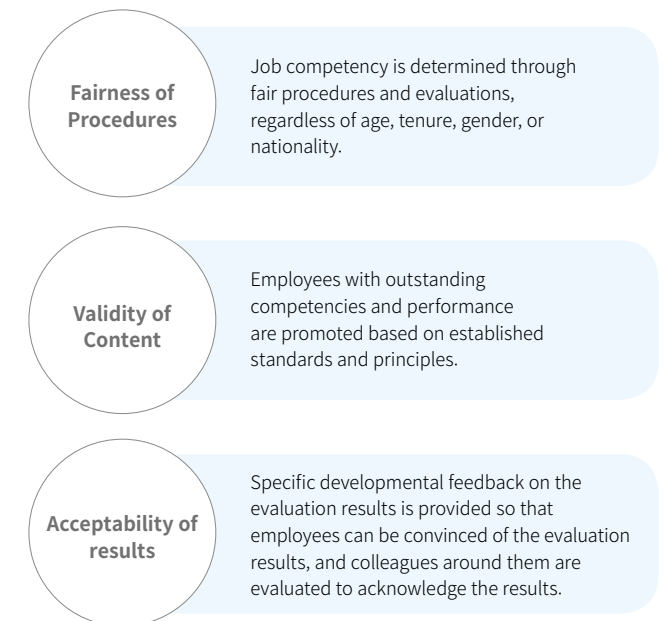 Fairness of
Procedures
Job competency is determined through
fair procedures and evaluations,
regardless of age, tenure, gender, or
nationality.
Validity of
Content
Employees with outstanding
competencies and performance
are promoted based on established
standards and principles.
Acceptability of
results
Specific developmental feedback on the
evaluation results is provided so that
employees can be convinced of the evaluation
results, and colleagues around them are
evaluated to acknowledge the results.